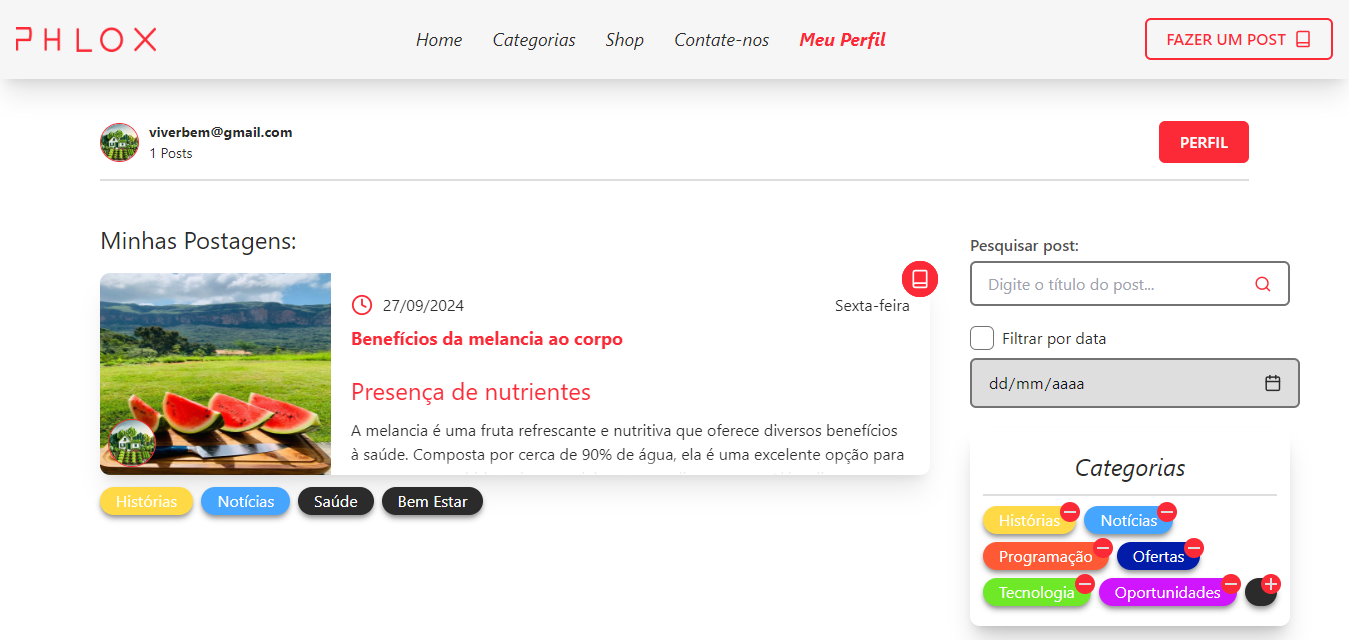 PHLOX
Home Categorias Shop Contate-nos Meu Perfil
FAZER UM POST
viverbem@gmail.com
1 Posts
PERFIL
Minhas Postagens:
27/09/2024
Sexta-feira
Benefícios da melancia ao corpo
Presença de nutrientes
A melancia é uma fruta refrescante e nutritiva que oferece diversos benefícios
à saúde. Composta por cerca de 90% de água, ela é uma excelente opção para
Histórias Notícias Saúde Bem Estar
Pesquisar post:
Digite o título do post...
Filtrar por data
dd/mm/aaaa
Categorias
Histórias Notícias
Programação Ofertas
Tecnologia Oportunidades